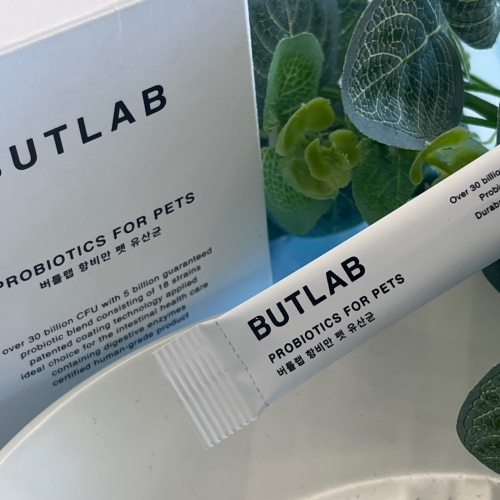 BUTLAB
PROBIOTICS FOR PETS
버틀랩 항비만 펫 유산균
over 30 billion CFU with 5 billion guaranteed
probiotic blend consisting of 18 strains
Patented coating technology applied
ideal choice for the intestinal health care
containing digestive enzymes
certified human-grade product
BUTLAB
PROBIOTICS FOR PETS
버틀랩 항비만 펫 유산균
Over 30